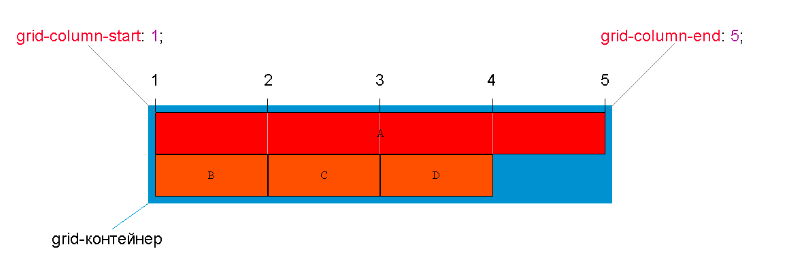 grid-column-start: 1;
grid-column-end: 5;
1 2 3 4 5
A
B C D
grid-контейнер